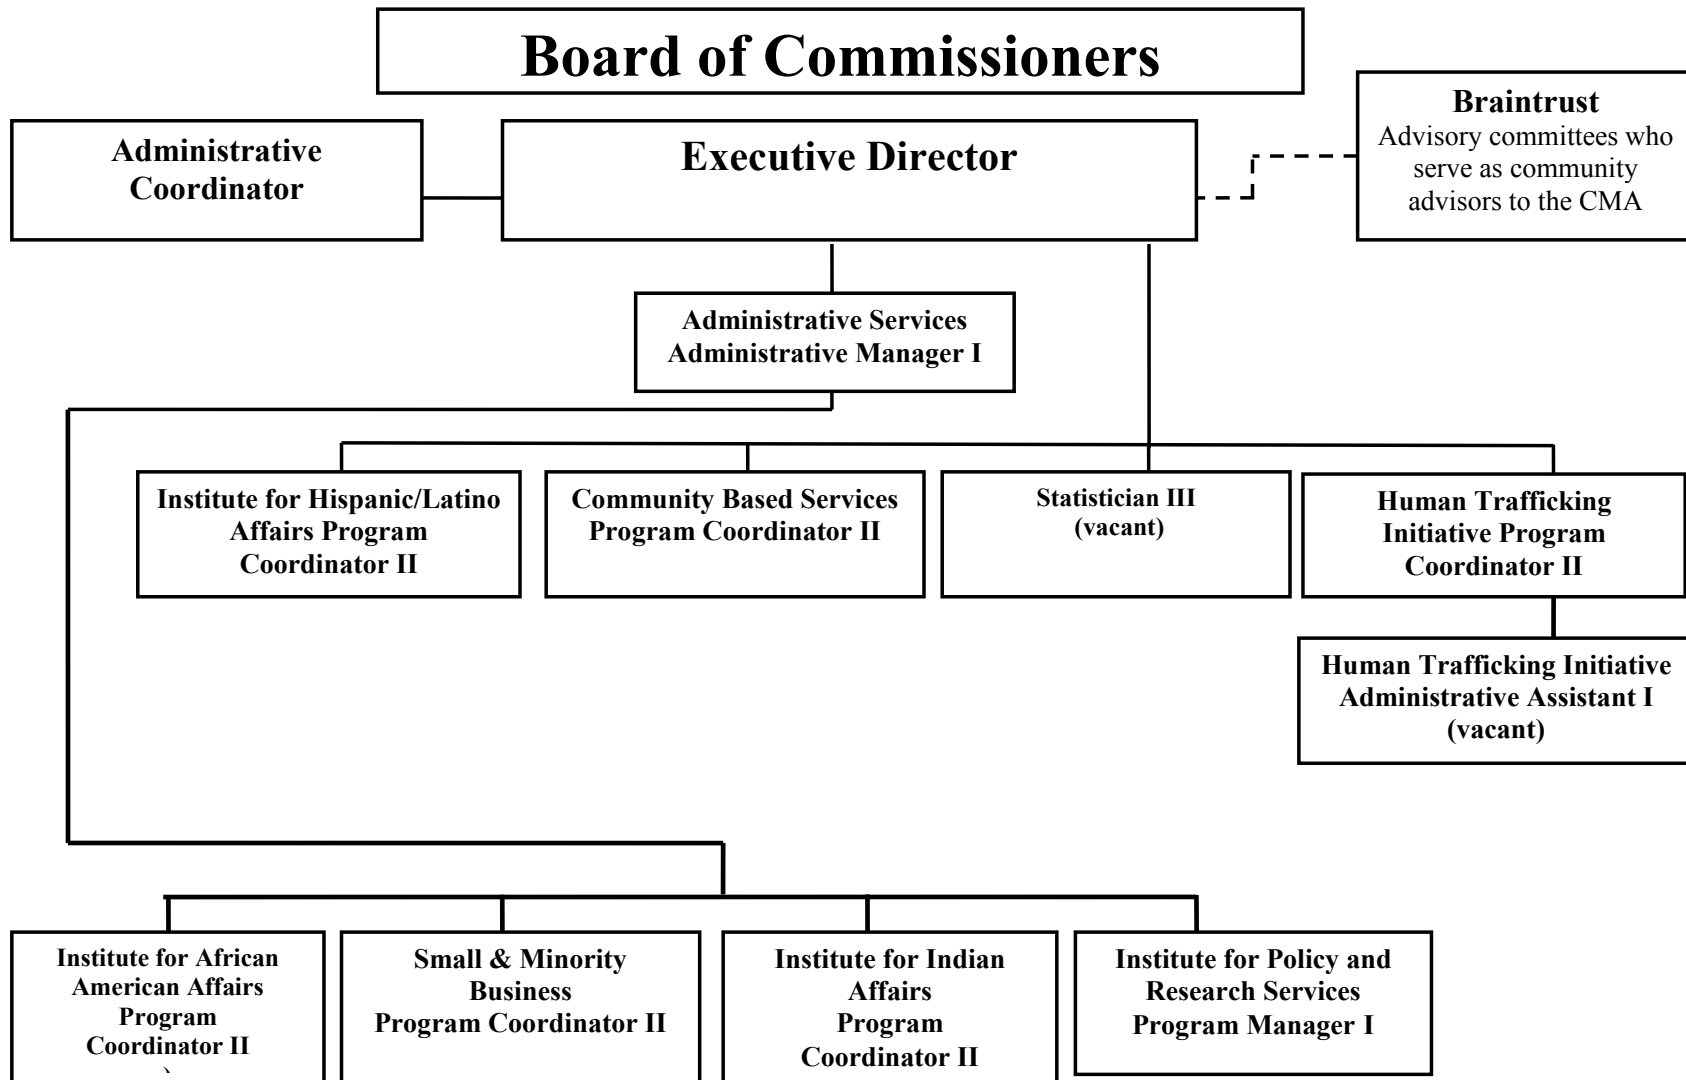 Board of Commissioners
Administrative
Coordinator
Executive Director
Braintrust
Advisory committees who
serve as community
advisors to the CMA
Administrative Services
Administrative Manager I
Institute for Hispanic/Latino
Affairs Program
Coordinator II
Community Based Services
Program Coordinator II
Statistician III
(vacant)
Human Trafficking
Initiative Program
Coordinator II
Human Trafficking Initiative
Administrative Assistant I
(vacant)
Institute for African
American Affairs
Program
Coordinator II
Small & Minority
Business
Program Coordinator II
Institute for Indian
Affairs
Program
Coordinator II
Institute for Policy and
Research Services
Program Manager I